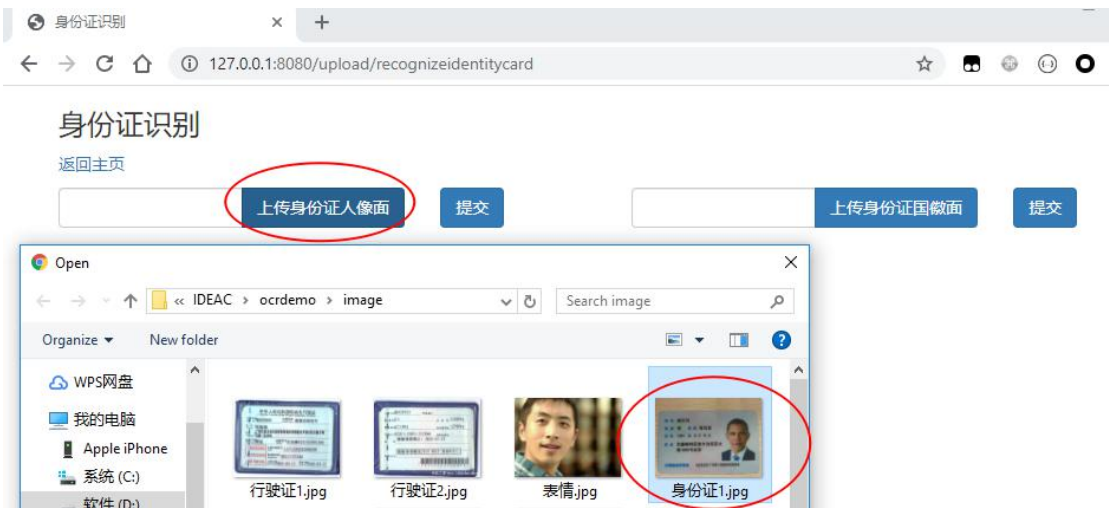 身份证识别
127.0.0.1:8080/upload/recognizeidentitycard
身份证识别
返回主页
上传身份证人像面 提交 上传身份证国徽面 提交
Open
« IDEAC > ocrdemo > image Search image
Organize New folder
WPS网盘
我的电脑
Apple iPhone
系统 (C:)
软件 (D:)
行驶证1.jpg 行驶证2.jpg 表情.jpg 身份证1.jpg